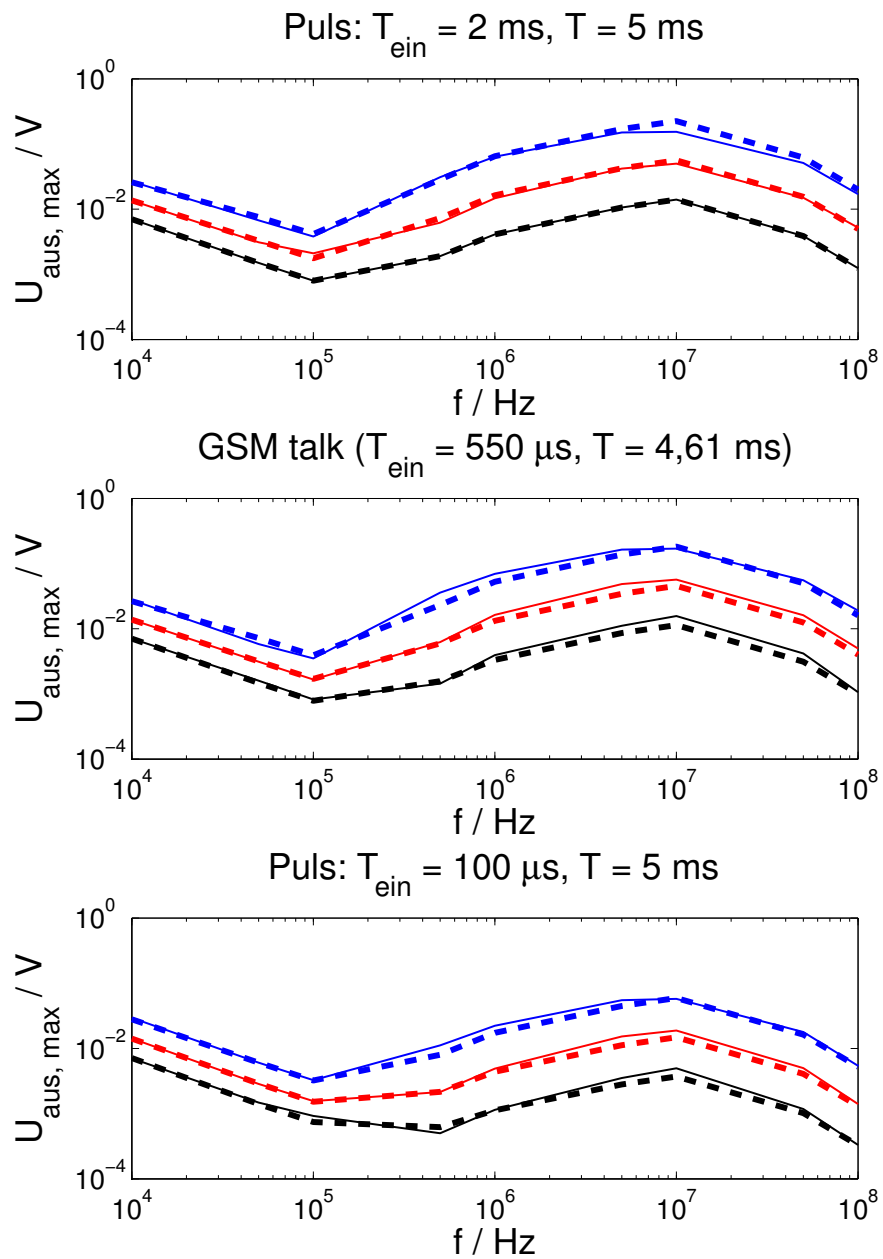 Puls: T_ein = 2 ms, T = 5 ms
10^0
10^-2
10^-4
U_aus, max / V
10^4 10^5 10^6 10^7 10^8
f / Hz
GSM talk (T_ein = 550 μs, T = 4,61 ms)
10^0
10^-2
10^-4
U_aus, max / V
10^4 10^5 10^6 10^7 10^8
f / Hz
Puls: T_ein = 100 μs, T = 5 ms
10^0
10^-2
10^-4
U_aus, max / V
10^4 10^5 10^6 10^7 10^8
f / Hz